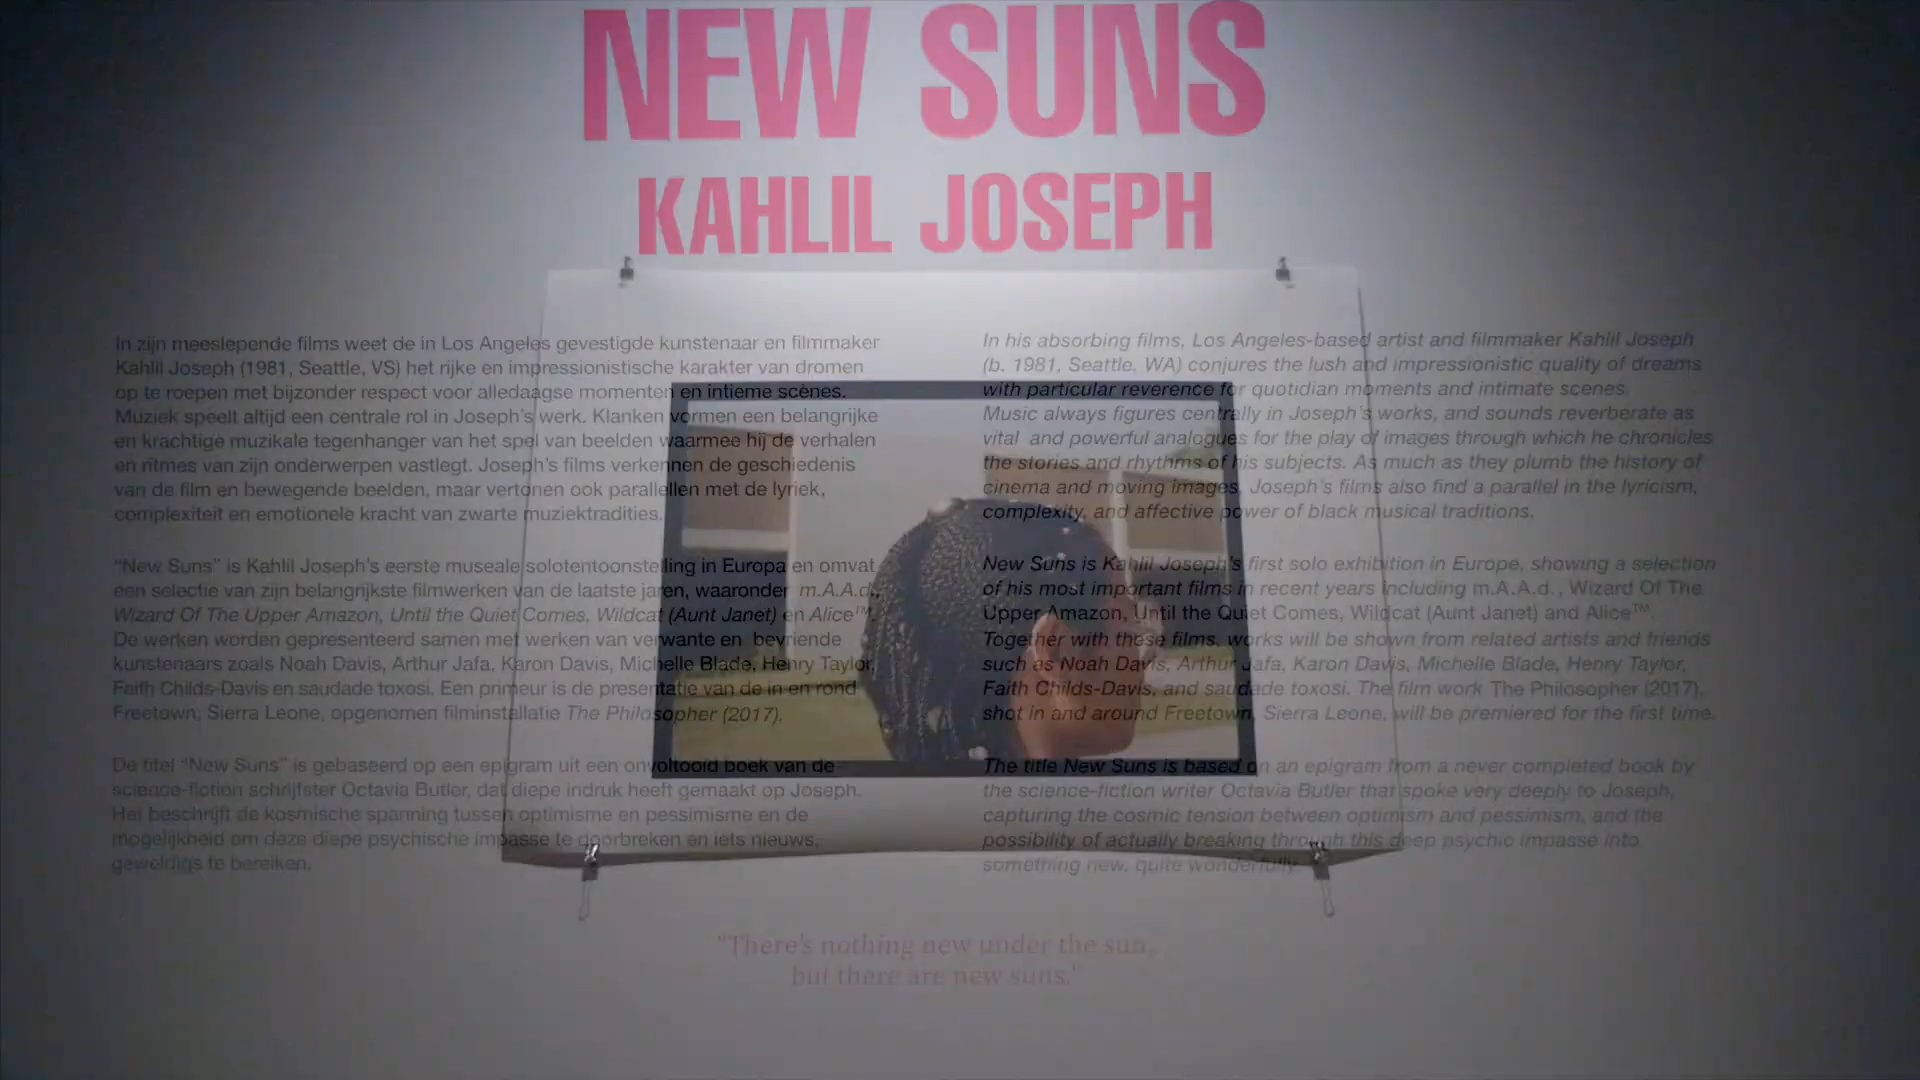 NEW SUNS
KAHLIL JOSEPH
In zijn meeslepende films weet de in Los Angeles gevestigde kunstenaar en filmmaker
Kahlil Joseph (1981, Seattle, VS) het rijke en impressionistische karakter van dromen
op te roepen met bijzonder respect voor alledaagse momenten en intieme scènes.
Muziek speelt altijd een centrale rol in Joseph's werk. Klanken vormen een belangrijke
en krachtige muzikale tegenhanger van het spel van beelden waarmee hij de verhalen
en ritmes van zijn onderwerpen vastlegt. Joseph's films verkennen de geschiedenis
van de film en bewegende beelden, maar vertonen ook parallellen met de lyriek,
complexiteit en emotionele kracht van zwarte muziektradities.
“New Suns” is Kahlil Joseph's eerste museale solotentoonstelling in Europa en omvat
een selectie van zijn belangrijkste filmwerken van de laatste jaren, waaronder m.A.A.d.,
Wizard Of The Upper Amazon, Until the Quiet Comes, Wildcat (Aunt Janet) en Alice™.
De werken worden gepresenteerd samen met werken van verwante en bevriende
kunstenaars zoals Noah Davis, Arthur Jafa, Karon Davis, Michelle Blade, Henry Taylor,
Faith Childs-Davis en saudade toxosi. Een primeur is de presentatie van de in en rond
Freetown, Sierra Leone, opgenomen filminstallatie The Philosopher (2017).
De titel “New Suns” is gebaseerd op een epigram uit een onvoltooid boek van de
science-fiction schrijfster Octavia Butler, dat diepe indruk heeft gemaakt op Joseph.
Het beschrijft de kosmische spanning tussen optimisme en pessimisme en de
mogelijkheid om deze diepe psychische impasse te doorbreken en iets nieuws,
geweldigs te bereiken.
In his absorbing films, Los Angeles-based artist and filmmaker Kahlil Joseph
(b. 1981, Seattle, WA) conjures the lush and impressionistic quality of dreams
with particular reverence for quotidian moments and intimate scenes.
Music always figures centrally in Joseph's works, and sounds reverberate as
vital and powerful analogues for the play of images through which he chronicles
the stories and rhythms of his subjects. As much as they plumb the history of
cinema and moving images, Joseph's films also find a parallel in the lyricism,
complexity, and affective power of black musical traditions.
New Suns is Kahlil Joseph's first solo exhibition in Europe, showing a selection
of his most important films in recent years including m.A.A.d., Wizard Of The
Upper Amazon, Until the Quiet Comes, Wildcat (Aunt Janet) and Alice™.
Together with these films, works will be shown from related artists and friends
such as Noah Davis, Arthur Jafa, Karon Davis, Michelle Blade, Henry Taylor,
Faith Childs-Davis, and saudade toxosi. The film work The Philosopher (2017),
shot in and around Freetown, Sierra Leone, will be premiered for the first time.
The title New Suns is based on an epigram from a never completed book by
the science-fiction writer Octavia Butler that spoke very deeply to Joseph,
capturing the cosmic tension between optimism and pessimism, and the
possibility of actually breaking through this deep psychic impasse into
something new, quite wonderfully.
“There's nothing new under the sun,
but there are new suns.”